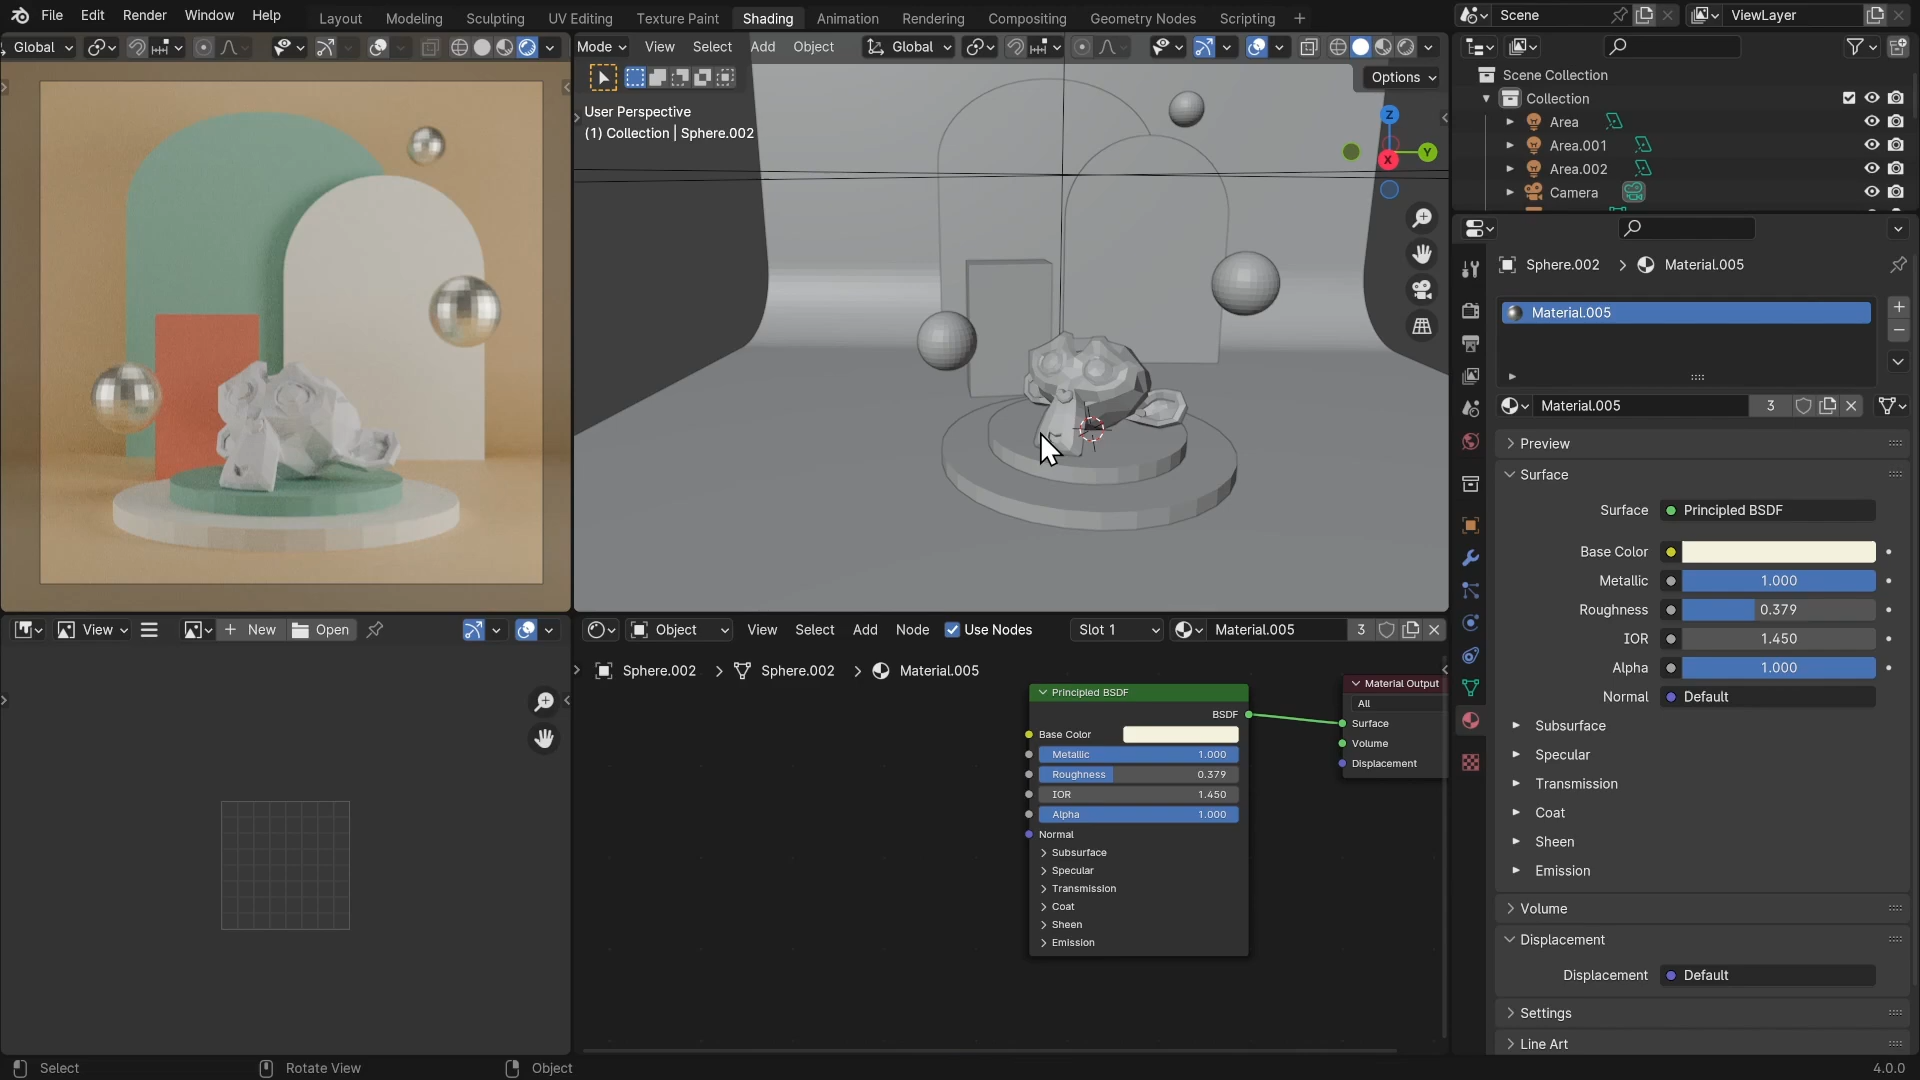 File Edit Render Window Help Layout Modeling Sculpting UV Editing Texture Paint Shading Animation Rendering Compositing Geometry Nodes Scripting + Scene ViewLayer
Global
Mode View Select Add Object Global
Options
User Perspective
(1) Collection | Sphere.002
Z
Y
X
Scene Collection
Collection
Area
Area.001
Area.002
Camera
Sphere.002 > Material.005
Material.005
Material.005 3
Preview
Surface
Surface Principled BSDF
Base Color
Metallic 1.000
Roughness 0.379
IOR 1.450
Alpha 1.000
Normal Default
Subsurface
Specular
Transmission
Coat
Sheen
Emission
Volume
Displacement
Displacement Default
Settings
Line Art
View New Open
Object View Select Add Node Use Nodes Slot 1 Material.005 3
Sphere.002 > Sphere.002 > Material.005
Principled BSDF
BSDF
Base Color
Metallic 1.000
Roughness 0.379
IOR 1.450
Alpha 1.000
Normal
Subsurface
Specular
Transmission
Coat
Sheen
Emission
Material Output
All
Surface
Volume
Displacement
Select Rotate View Object 4.0.0